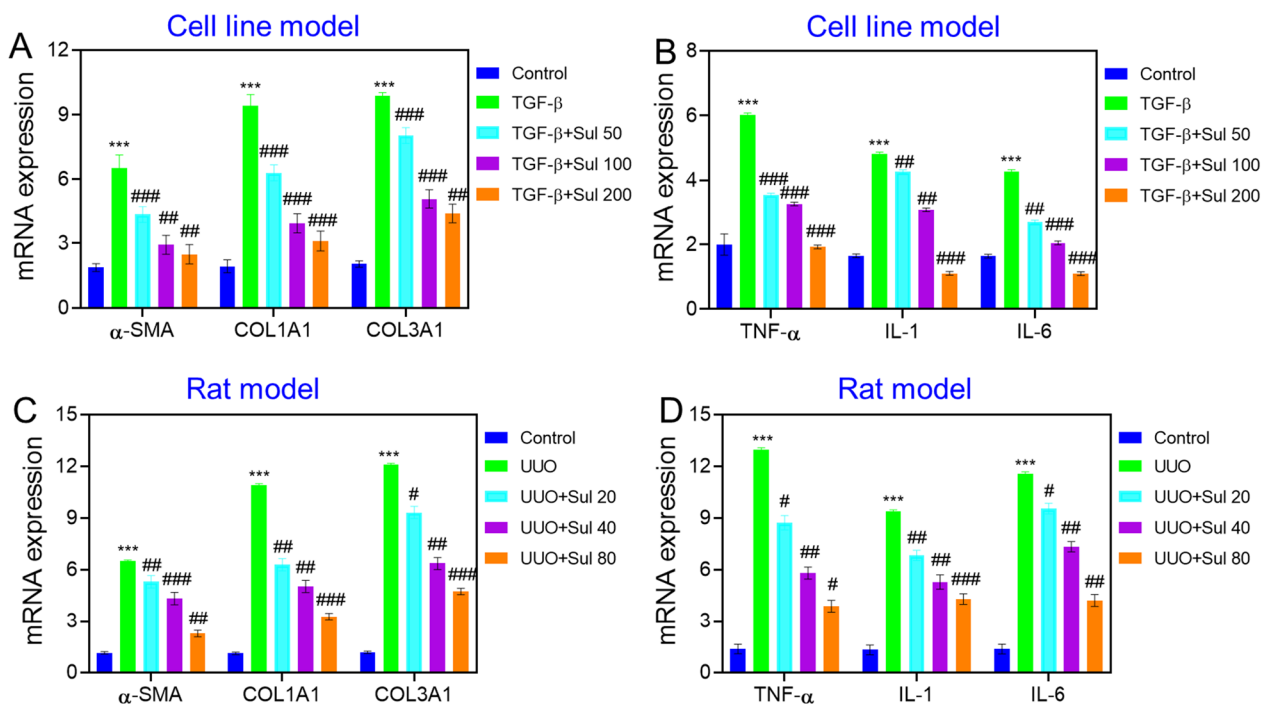 A
Cell line model
mRNA expression
12
9
6
3
0
***
###
##
##
***
###
###
###
***
###
###
##
α-SMA
COL1A1
COL3A1
Control
TGF-β
TGF-β+Sul 50
TGF-β+Sul 100
TGF-β+Sul 200
B
Cell line model
mRNA expression
8
6
4
2
0
***
###
###
###
***
##
##
###
***
##
###
###
TNF-α
IL-1
IL-6
Control
TGF-β
TGF-β+Sul 50
TGF-β+Sul 100
TGF-β+Sul 200
C
Rat model
mRNA expression
15
12
9
6
3
0
***
##
###
##
***
##
##
###
***
#
##
###
α-SMA
COL1A1
COL3A1
Control
UUO
UUO+Sul 20
UUO+Sul 40
UUO+Sul 80
D
Rat model
mRNA expression
15
12
9
6
3
0
***
#
##
#
***
##
##
###
***
#
##
##
TNF-α
IL-1
IL-6
Control
UUO
UUO+Sul 20
UUO+Sul 40
UUO+Sul 80